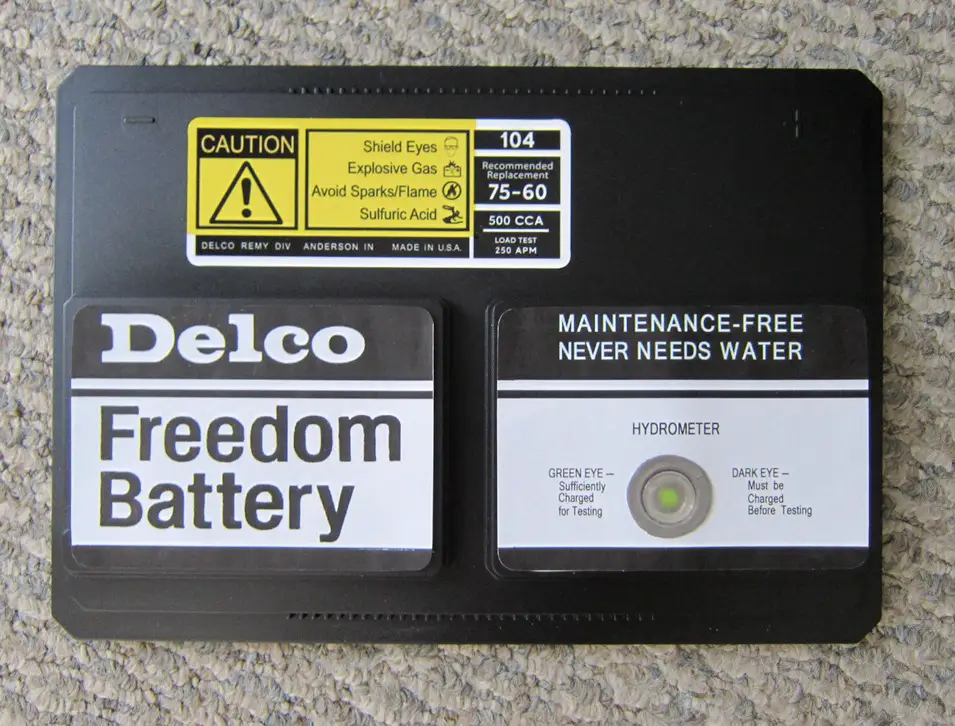 CAUTION
Shield Eyes
Explosive Gas
Avoid Sparks/Flame
Sulfuric Acid
104
Recommended
Replacement
75-60
500 CCA
LOAD TEST
250 APM
DELCO REMY DIV ANDERSON IN MADE IN U.S.A.
Delco
Freedom
Battery
MAINTENANCE-FREE
NEVER NEEDS WATER
HYDROMETER
GREEN EYE –
Sufficiently
Charged
for Testing
DARK EYE –
Must be
Charged
Before Testing